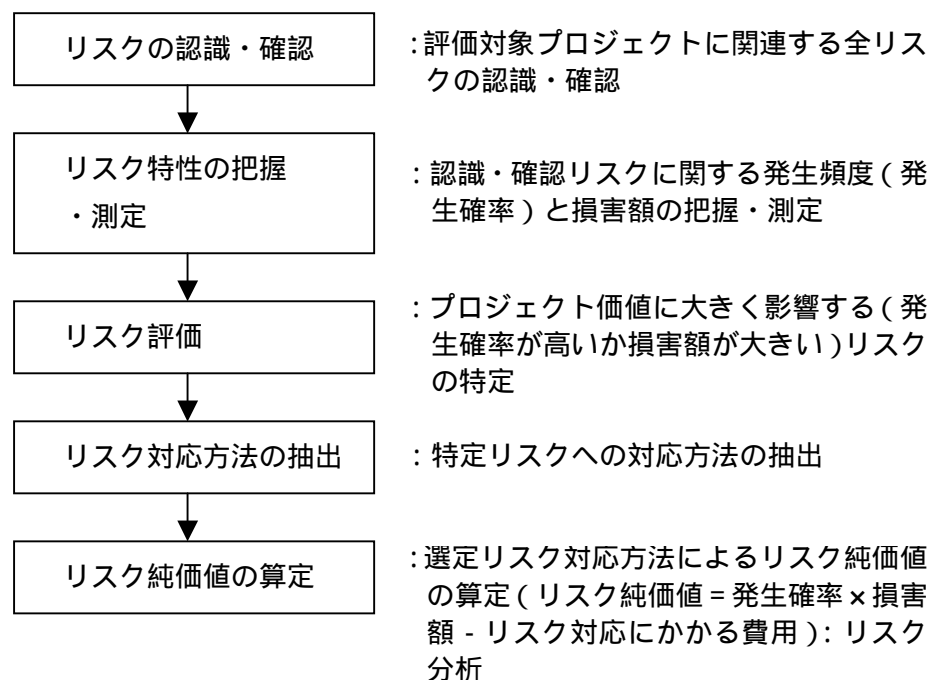 リスクの認識・確認
:評価対象プロジェクトに関連する全リス
クの認識・確認
リスク特性の把握
・測定
:認識・確認リスクに関する発生頻度(発
生確率)と損害額の把握・測定
リスク評価
:プロジェクト価値に大きく影響する(発
生確率が高いか損害額が大きい)リスク
の特定
リスク対応方法の抽出
:特定リスクへの対応方法の抽出
リスク純価値の算定
:選定リスク対応方法によるリスク純価値
の算定(リスク純価値=発生確率×損害
額-リスク対応にかかる費用):リスク
分析